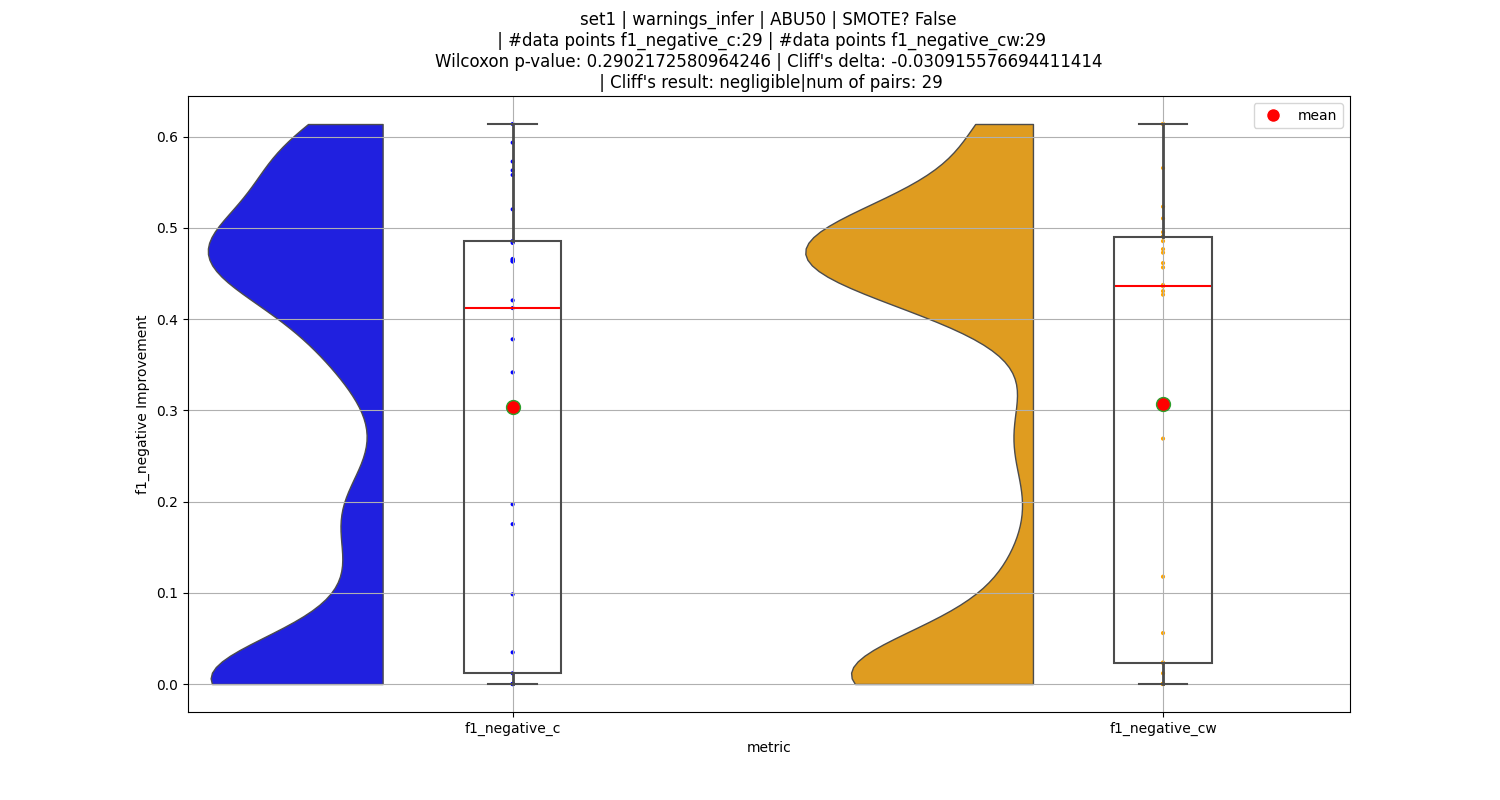 set1 | warnings_infer | ABU50 | SMOTE? False
| #data points f1_negative_c:29 | #data points f1_negative_cw:29
Wilcoxon p-value: 0.2902172580964246 | Cliff's delta: -0.030915576694411414
| Cliff's result: negligible|num of pairs: 29
mean
0.6
0.5
0.4
0.3
0.2
0.1
0.0
f1_negative Improvement
f1_negative_c
f1_negative_cw
metric